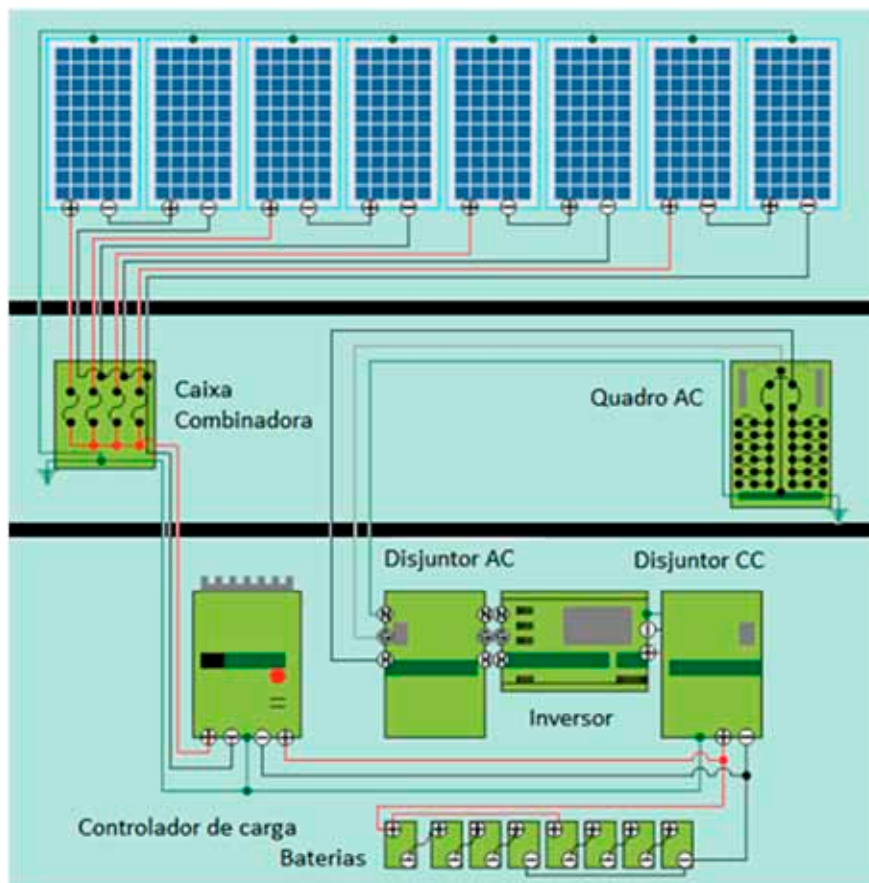 Caixa
Combinadora
Quadro AC
Disjuntor AC
Disjuntor CC
Inversor
Controlador de carga
Baterias